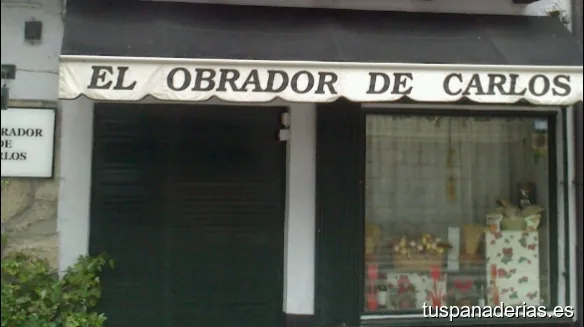 EL OBRADOR DE CARLOS
RADOR
DE
RLOS
tuspanaderias.es